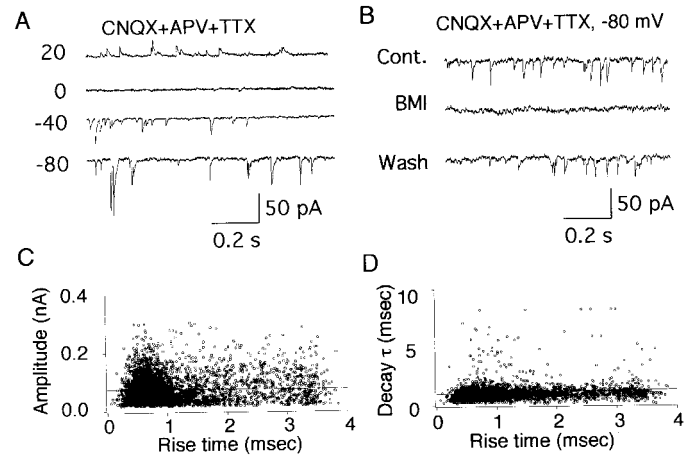 A
CNQX+APV+TTX
20
0
-40
-80
50 pA
0.2 s
B
CNQX+APV+TTX, -80 mV
Cont.
BMI
Wash
50 pA
0.2 s
C
Amplitude (nA)
0.4
0.2
0.0
0 1 2 3 4
Rise time (msec)
D
Decay τ (msec)
10
5
0
0 1 2 3 4
Rise time (msec)